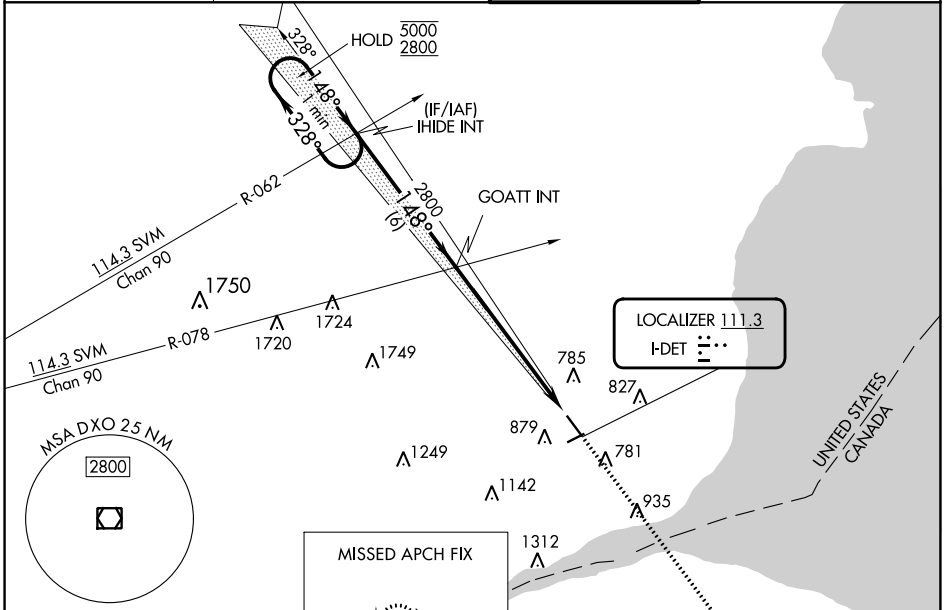 328°
HOLD 5000
2800
148°
1 min
328°
(IF/IAF)
IHIDE INT
R-062
2800
148°
(6)
GOATT INT
114.3 SVM
Chan 90
1750
1720
1724
R-078
1749
114.3 SVM
Chan 90
LOCALIZER 111.3
I-DET
785
827
879
781
UNITED STATES
CANADA
MSA DXO 25 NM
2800
1249
1142
935
1312
MISSED APCH FIX